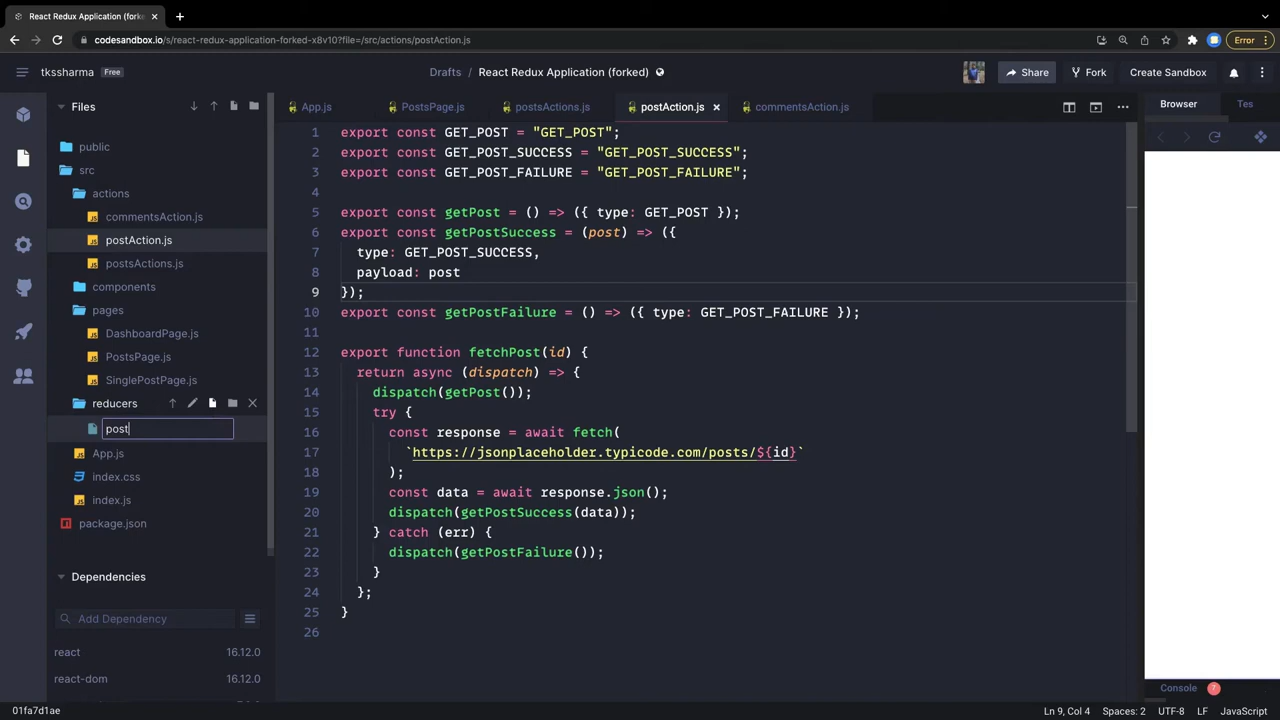 React Redux Application (forked)
codesandbox.io/s/react-redux-application-forked-x8v10?file=/src/actions/postAction.js
Error
tkssharma Free
Drafts / React Redux Application (forked)
Share
Fork
Create Sandbox
Files
App.js
PostsPage.js
postsActions.js
postAction.js
commentsAction.js
Browser
Tes
public
src
actions
commentsAction.js
postAction.js
postsActions.js
components
pages
DashboardPage.js
PostsPage.js
SinglePostPage.js
reducers
post
App.js
index.css
index.js
package.json
Dependencies
Add Dependency
react 16.12.0
react-dom 16.12.0
1 export const GET_POST = "GET_POST";
2 export const GET_POST_SUCCESS = "GET_POST_SUCCESS";
3 export const GET_POST_FAILURE = "GET_POST_FAILURE";
4
5 export const getPost = () => ({ type: GET_POST });
6 export const getPostSuccess = (post) => ({
7 type: GET_POST_SUCCESS,
8 payload: post
9 });
10 export const getPostFailure = () => ({ type: GET_POST_FAILURE });
11
12 export function fetchPost(id) {
13 return async (dispatch) => {
14 dispatch(getPost());
15 try {
16 const response = await fetch(
17 `https://jsonplaceholder.typicode.com/posts/${id}`
18 );
19 const data = await response.json();
20 dispatch(getPostSuccess(data));
21 } catch (err) {
22 dispatch(getPostFailure());
23 }
24 };
25 }
26
Console 7
01fa7d1ae
Ln 9, Col 4
Spaces: 2
UTF-8
LF
JavaScript